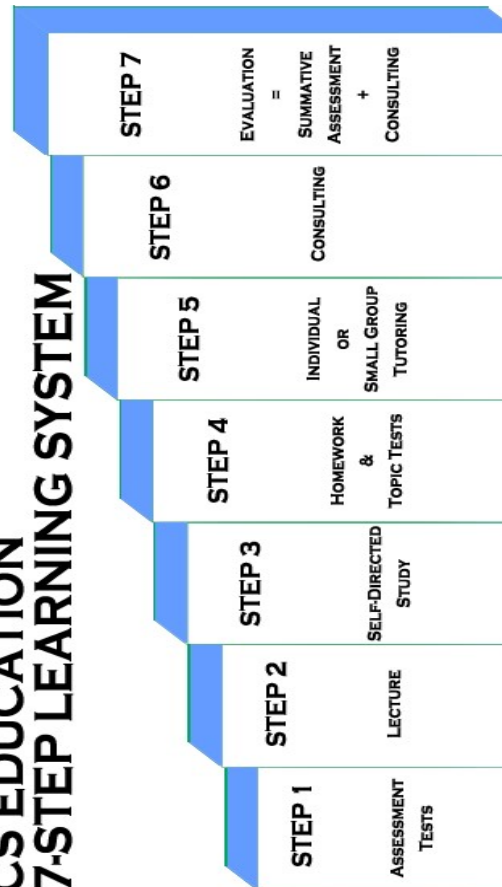 CS EDUCATION
7-STEP LEARNING SYSTEM
STEP 1
ASSESSMENT
TESTS
STEP 2
LECTURE
STEP 3
SELF-DIRECTED
STUDY
STEP 4
HOMEWORK
&
TOPIC TESTS
STEP 5
INDIVIDUAL
OR
SMALL GROUP
TUTORING
STEP 6
CONSULTING
STEP 7
EVALUATION
=
SUMMATIVE
ASSESSMENT
+
CONSULTING